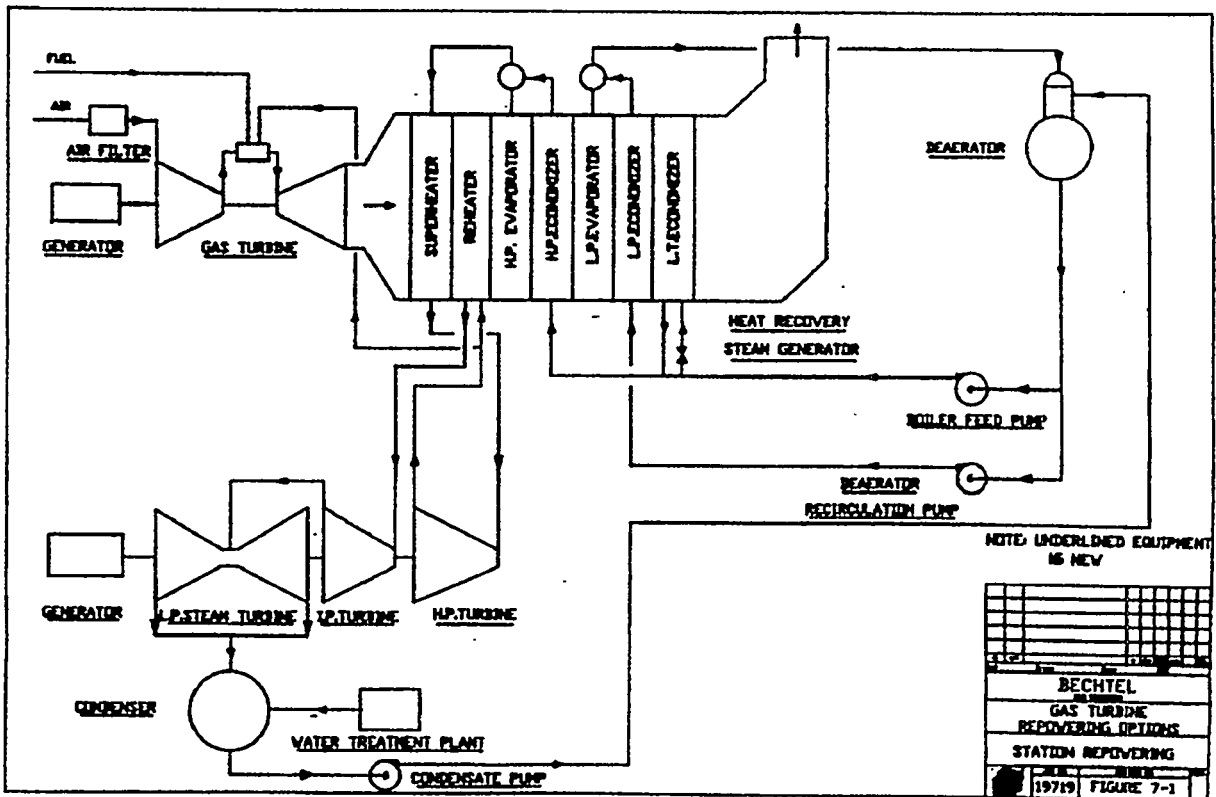 FUEL
AIR
AIR FILTER
GENERATOR
GAS TURBINE
SUPERHEATER
REHEATER
H.P. EVAPORATOR
H.P.ECONOMIZER
L.P.EVAPORATOR
L.P.ECONOMIZER
L.T.ECONOMIZER
DEAERATOR
HEAT RECOVERY
STEAM GENERATOR
BOILER FEED PUMP
DEAERATOR
RECIRCULATION PUMP
NOTE: UNDERLINED EQUIPMENT
IS NEW
GENERATOR
L.P.STEAM TURBINE
I.P.TURBINE
H.P.TURBINE
CONDENSER
WATER TREATMENT PLANT
CONDENSATE PUMP
BECHTEL
GAS TURBINE
REPOWERING OPTIONS
STATION REPOWERING
19719
FIGURE 7-1